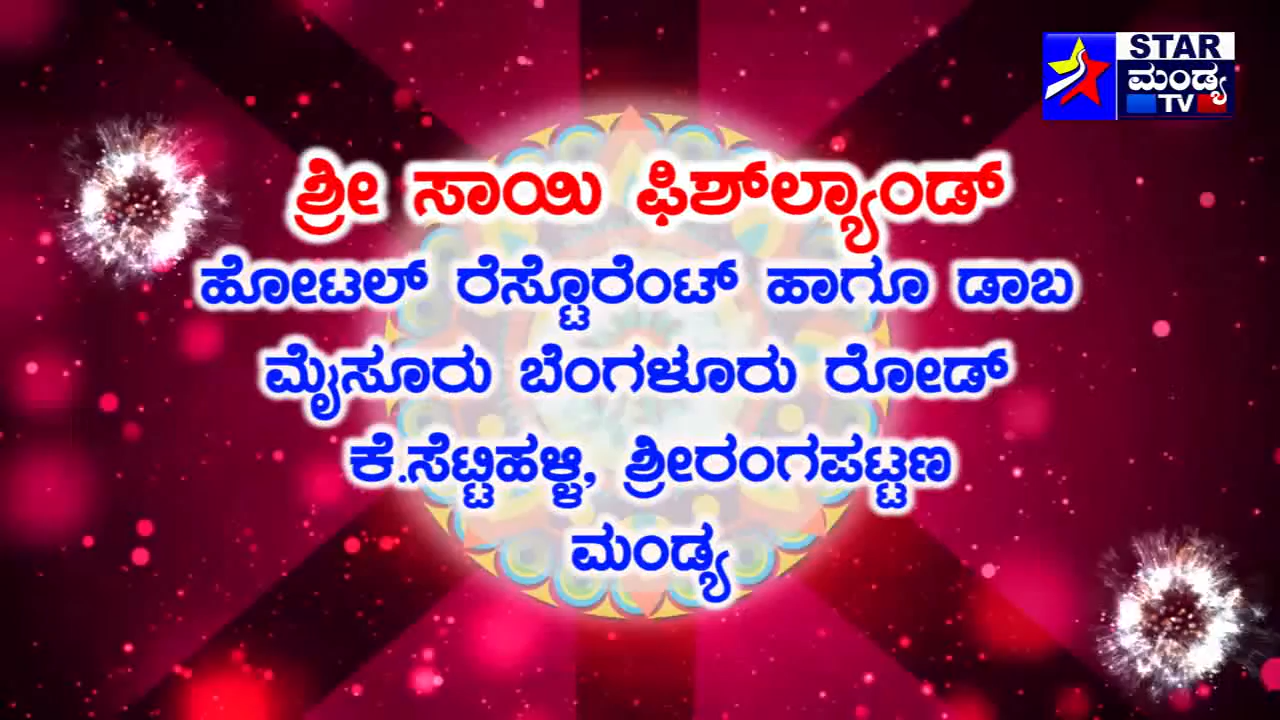 STAR
ಮಂಡ್ಯ
TV
ಶ್ರೀ ಸಾಯಿ ಫಿಶ್‌ಲ್ಯಾಂಡ್
ಹೋಟಲ್ ರೆಸ್ಟೊರೆಂಟ್ ಹಾಗೂ ಡಾಬ
ಮೈಸೂರು ಬೆಂಗಳೂರು ರೋಡ್
ಕೆ.ಸೆಟ್ಟಿಹಳ್ಳಿ, ಶ್ರೀರಂಗಪಟ್ಟಣ
ಮಂಡ್ಯ